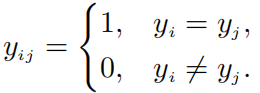 y_{ij} = \begin{cases} 1, & y_i = y_j, \\ 0, & y_i \neq y_j. \end{cases}